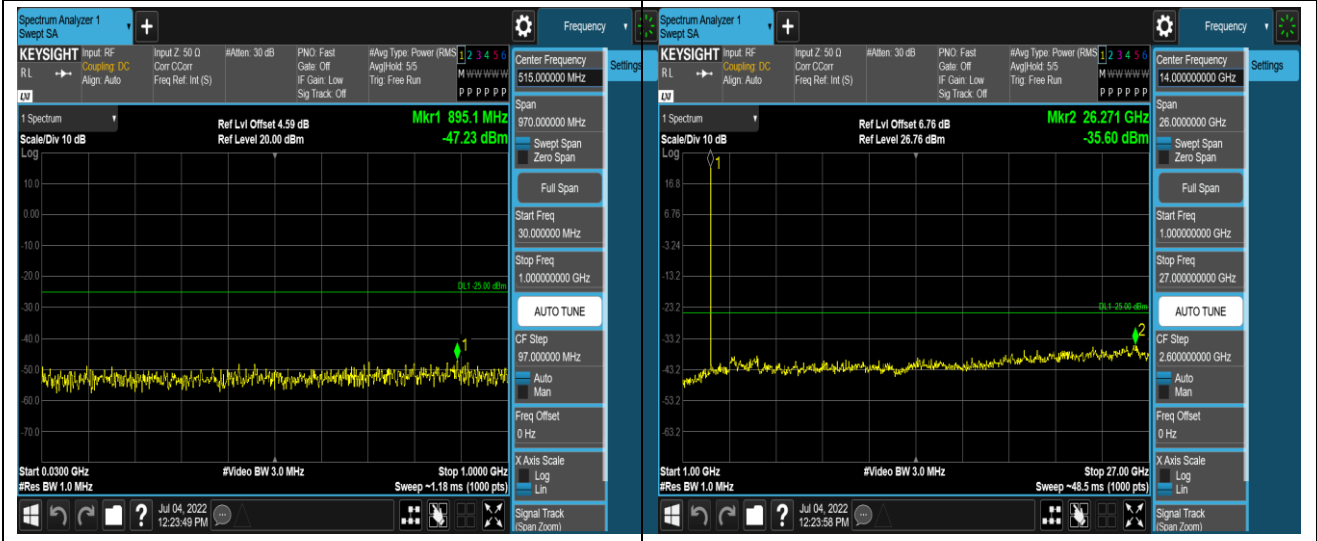 Spectrum Analyzer 1
Swept SA
+
Frequency
KEYSIGHT
Input: RF
Coupling: DC
Align: Auto
Input Z: 50 Ω
Corr CCorr
Freq Ref: Int (S)
#Atten: 30 dB
PNO: Fast
Gate: Off
IF Gain: Low
Sig Track: Off
#Avg Type: Power (RMS
Avg|Hold: 5/5
Trig: Free Run
1 2 3 4 5 6
M W W W W W
P P P P P P
RL
LXI
1 Spectrum
Scale/Div 10 dB
Log
Ref Lvl Offset 4.59 dB
Ref Level 20.00 dBm
Mkr1 895.1 MHz
-47.23 dBm
10.0
0.00
-10.0
-20.0
DL1 -25.00 dBm
-30.0
-40.0
1
-50.0
-60.0
-70.0
Start 0.0300 GHz
#Res BW 1.0 MHz
#Video BW 3.0 MHz
Stop 1.0000 GHz
Sweep ~1.18 ms (1000 pts)
?
Jul 04, 2022
12:23:49 PM
Center Frequency
515.000000 MHz
Settings
Span
970.000000 MHz
Swept Span
Zero Span
Full Span
Start Freq
30.000000 MHz
Stop Freq
1.000000000 GHz
AUTO TUNE
CF Step
97.000000 MHz
Auto
Man
Freq Offset
0 Hz
X Axis Scale
Log
Lin
Signal Track
(Span Zoom)
Spectrum Analyzer 1
Swept SA
+
Frequency
KEYSIGHT
Input: RF
Coupling: DC
Align: Auto
Input Z: 50 Ω
Corr CCorr
Freq Ref: Int (S)
#Atten: 30 dB
PNO: Fast
Gate: Off
IF Gain: Low
Sig Track: Off
#Avg Type: Power (RMS
Avg|Hold: 5/5
Trig: Free Run
1 2 3 4 5 6
M W W W W W
P P P P P P
RL
LXI
1 Spectrum
Scale/Div 10 dB
Log
Ref Lvl Offset 6.76 dB
Ref Level 26.76 dBm
Mkr2 26.271 GHz
-35.60 dBm
1
16.8
6.76
-3.24
-13.2
DL1 -25.00 dBm
-23.2
-33.2
2
-43.2
-53.2
-63.2
Start 1.00 GHz
#Res BW 1.0 MHz
#Video BW 3.0 MHz
Stop 27.00 GHz
Sweep ~48.5 ms (1000 pts)
?
Jul 04, 2022
12:23:58 PM
Center Frequency
14.000000000 GHz
Settings
Span
26.0000000 GHz
Swept Span
Zero Span
Full Span
Start Freq
1.000000000 GHz
Stop Freq
27.000000000 GHz
AUTO TUNE
CF Step
2.600000000 GHz
Auto
Man
Freq Offset
0 Hz
X Axis Scale
Log
Lin
Signal Track
(Span Zoom)